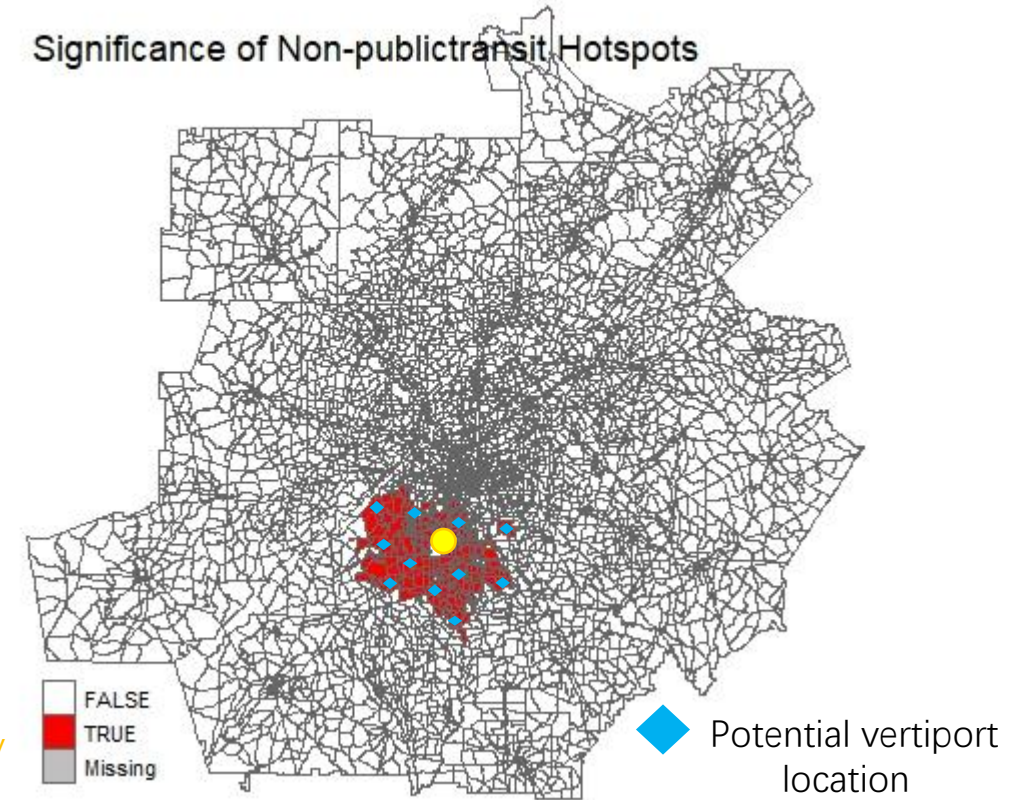 Significance of Non-publictransit Hotspots
FALSE
TRUE
Missing
Potential vertiport
location